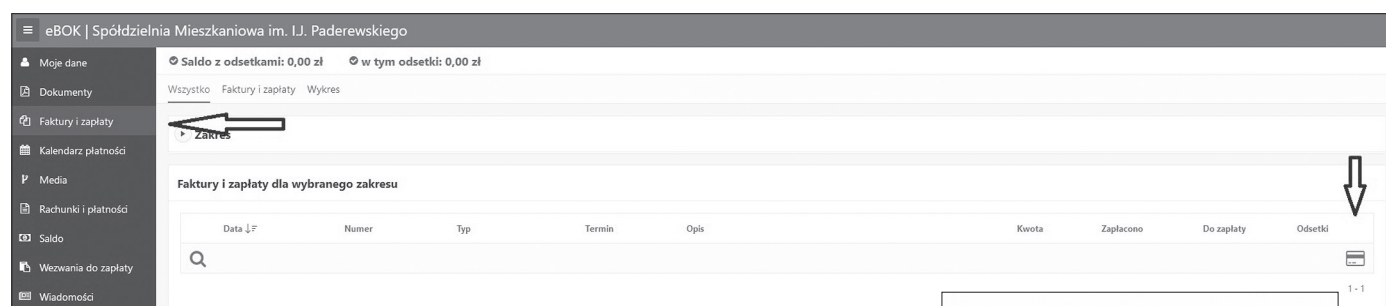 eBOK | Spółdzielnia Mieszkaniowa im. I.J. Paderewskiego
Moje dane
Dokumenty
Faktury i zapłaty
Kalendarz płatności
Media
Rachunki i płatności
Saldo
Wezwania do zapłaty
Wiadomości
Saldo z odsetkami: 0,00 zł w tym odsetki: 0,00 zł
Wszystko Faktury i zapłaty Wykres
Zakres
Faktury i zapłaty dla wybranego zakresu
Data Numer Typ Termin Opis Kwota Zapłacono Do zapłaty Odsetki
1 - 1